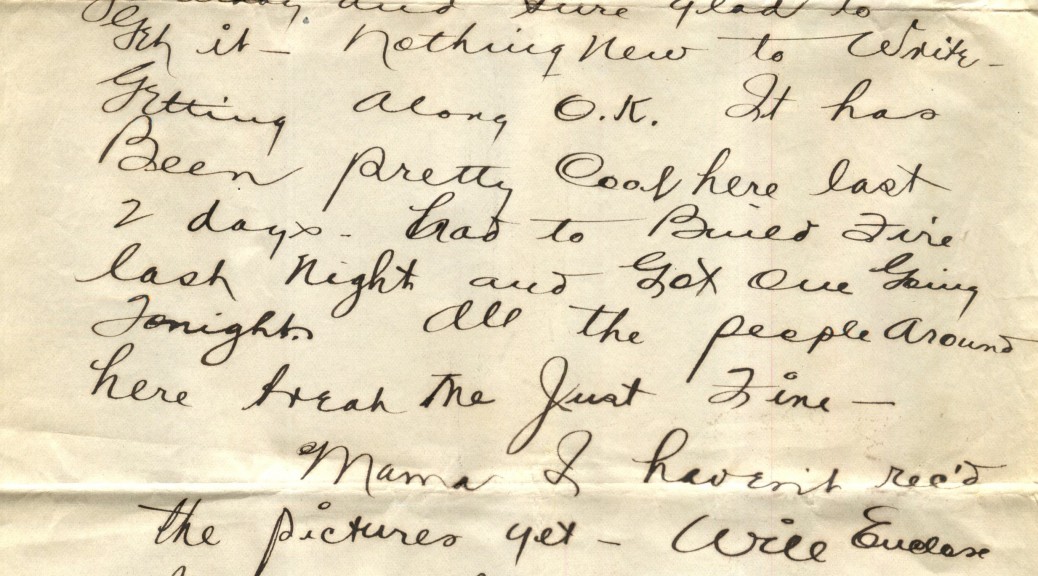 and sure glad to
Get it - Nothing New to Write -
Getting along O.K. It has
Been pretty Cool here last
2 days - had to Build Fire
last Night and Got One Going
Tonight. All the people around
here treat me Just Fine -
Mama I haven't rec'd
the pictures yet - Will Enclose